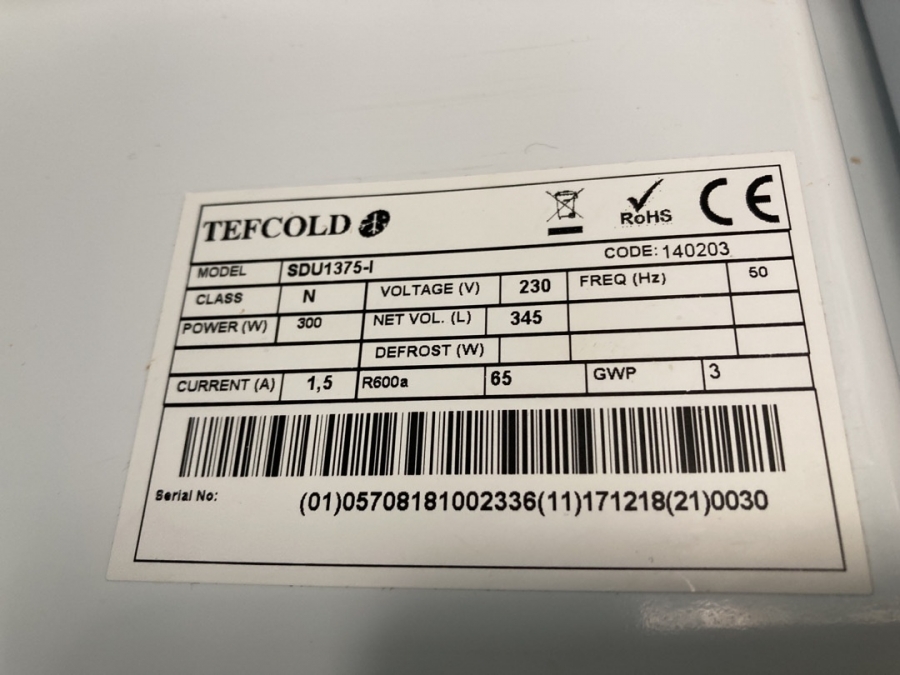 TEFCOLD
RoHS CE
CODE: 140203
MODEL SDU1375-I
CLASS N VOLTAGE (V) 230 FREQ (Hz) 50
POWER (W) 300 NET VOL. (L) 345
DEFROST (W)
CURRENT (A) 1,5 R600a 65 GWP 3
Serial No: (01)05708181002336(11)171218(21)0030